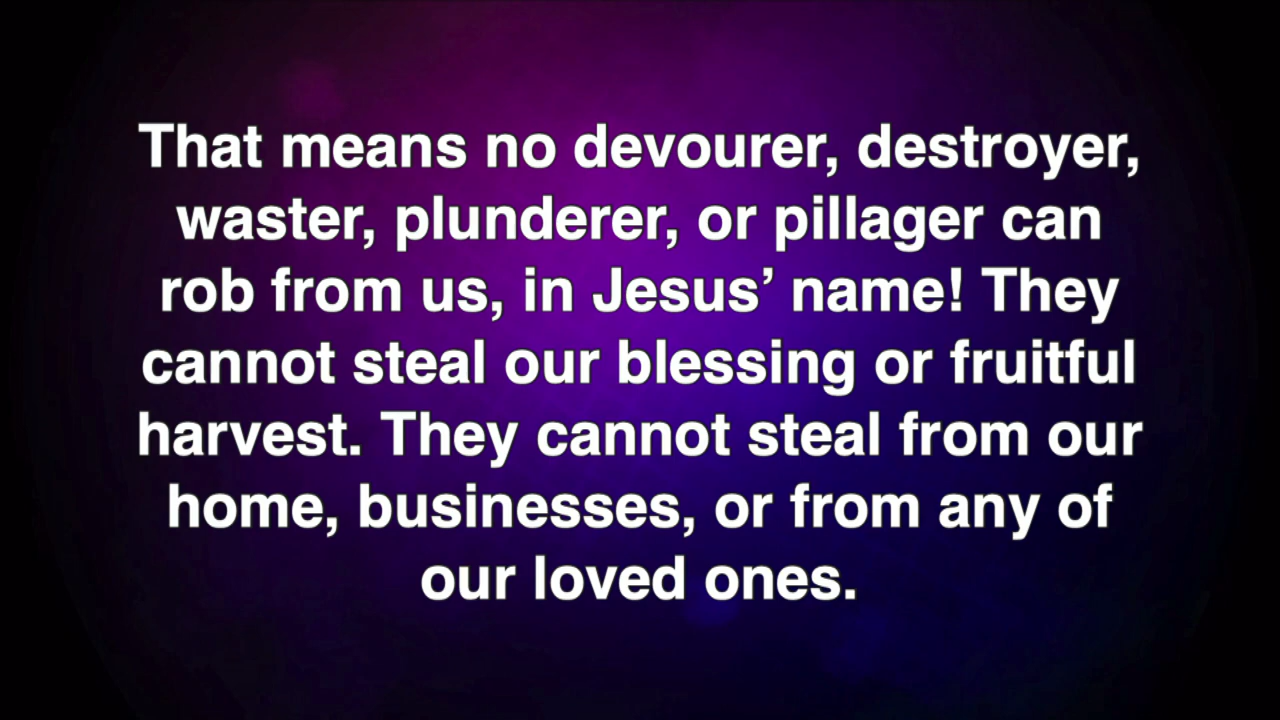 That means no devourer, destroyer,
waster, plunderer, or pillager can
rob from us, in Jesus’ name! They
cannot steal our blessing or fruitful
harvest. They cannot steal from our
home, businesses, or from any of
our loved ones.